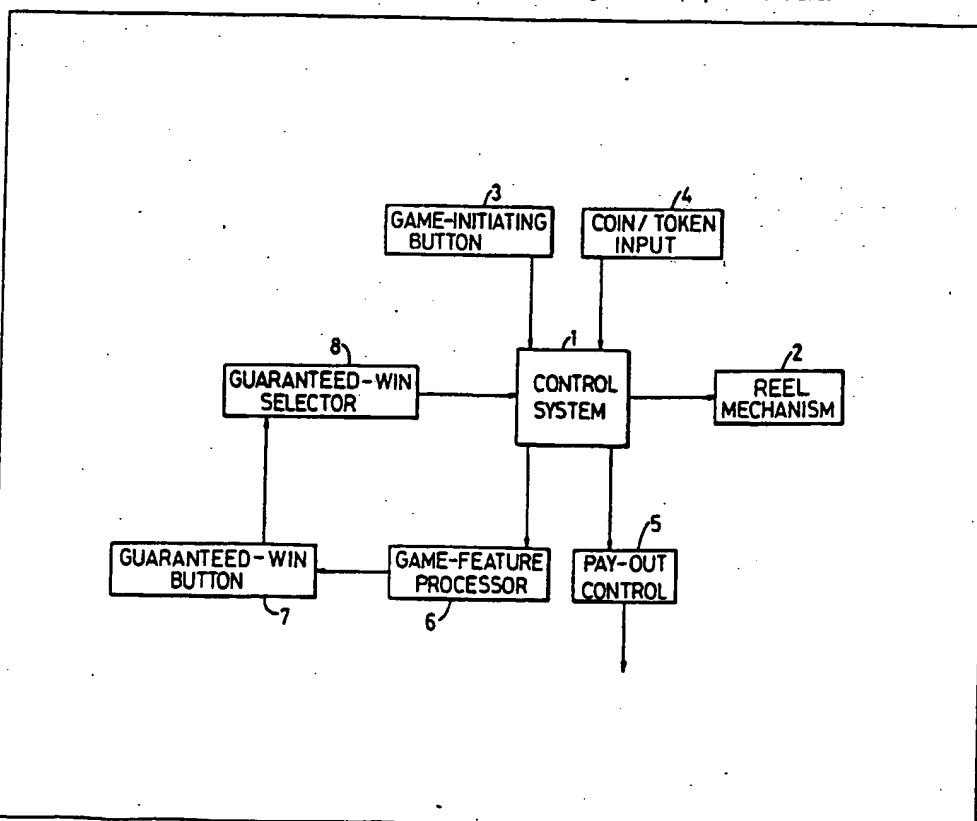 3
GAME-INITIATING
BUTTON
4
COIN/TOKEN
INPUT
8
GUARANTEED-WIN
SELECTOR
1
CONTROL
SYSTEM
2
REEL
MECHANISM
GUARANTEED-WIN
BUTTON
7
GAME-FEATURE
PROCESSOR
6
5
PAY-OUT
CONTROL